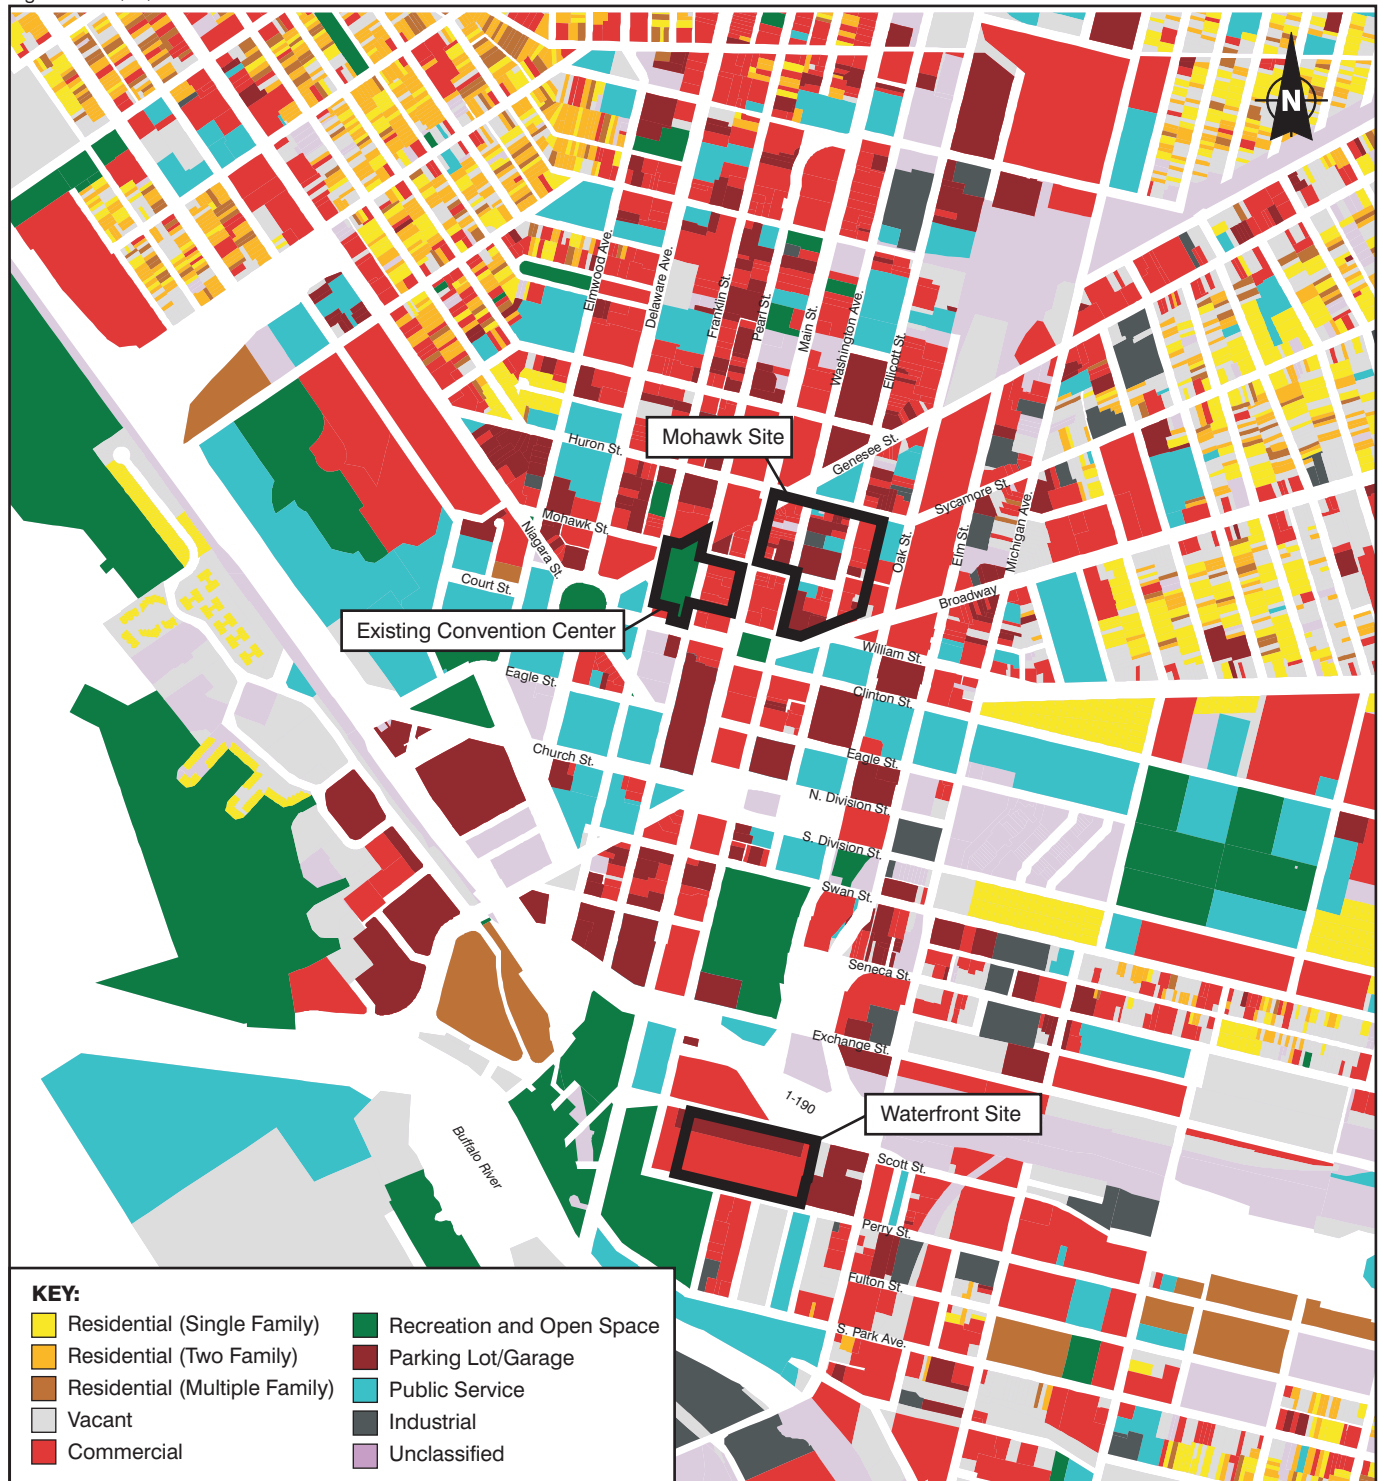 N
Elmwood Ave.
Delaware Ave.
Franklin St.
Pearl St.
Main St.
Washington Ave.
Ellicott St.
Mohawk Site
Huron St.
Genesee St.
Sycamore St.
Mohawk St.
Niagara St.
Oak St.
Elm St.
Michigan Ave.
Court St.
Broadway
Existing Convention Center
William St.
Eagle St.
Clinton St.
Church St.
Eagle St.
N. Division St.
S. Division St.
Swan St.
Seneca St.
Exchange St.
1-190
Waterfront Site
Buffalo River
Scott St.
Perry St.
Fulton St.
S. Park Ave.
KEY:
Residential (Single Family)
Residential (Two Family)
Residential (Multiple Family)
Vacant
Commercial
Recreation and Open Space
Parking Lot/Garage
Public Service
Industrial
Unclassified